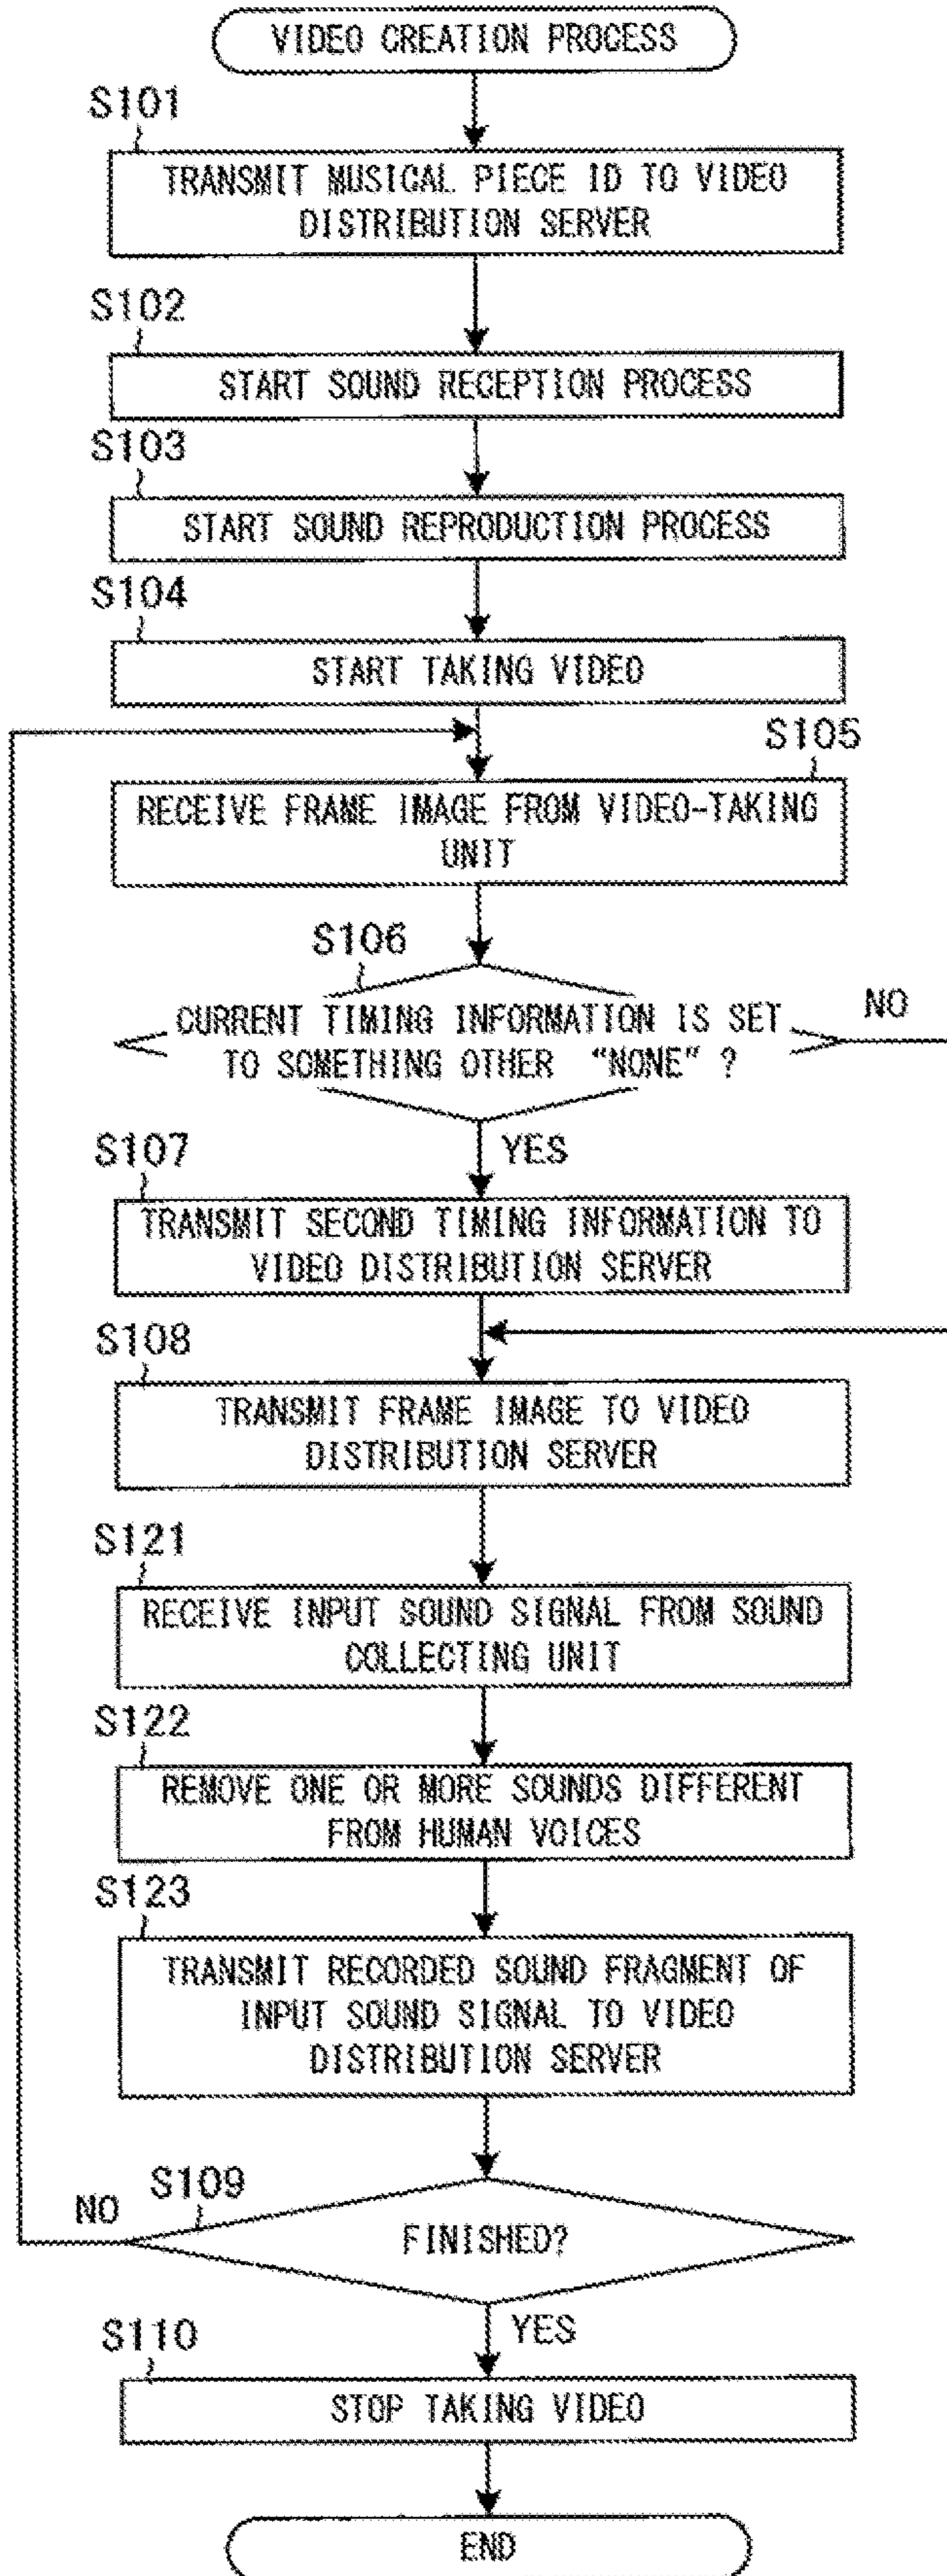 VIDEO CREATION PROCESS
S101
TRANSMIT MUSICAL PIECE ID TO VIDEO
DISTRIBUTION SERVER
S102
START SOUND RECEPTION PROCESS
S103
START SOUND REPRODUCTION PROCESS
S104
START TAKING VIDEO
S105
RECEIVE FRAME IMAGE FROM VIDEO-TAKING
UNIT
S106
CURRENT TIMING INFORMATION IS SET
TO SOMETHING OTHER “NONE” ?
NO
YES
S107
TRANSMIT SECOND TIMING INFORMATION TO
VIDEO DISTRIBUTION SERVER
S108
TRANSMIT FRAME IMAGE TO VIDEO
DISTRIBUTION SERVER
S121
RECEIVE INPUT SOUND SIGNAL FROM SOUND
COLLECTING UNIT
S122
REMOVE ONE OR MORE SOUNDS DIFFERENT
FROM HUMAN VOICES
S123
TRANSMIT RECORDED SOUND FRAGMENT OF
INPUT SOUND SIGNAL TO VIDEO
DISTRIBUTION SERVER
S109
NO
FINISHED?
YES
S110
STOP TAKING VIDEO
END